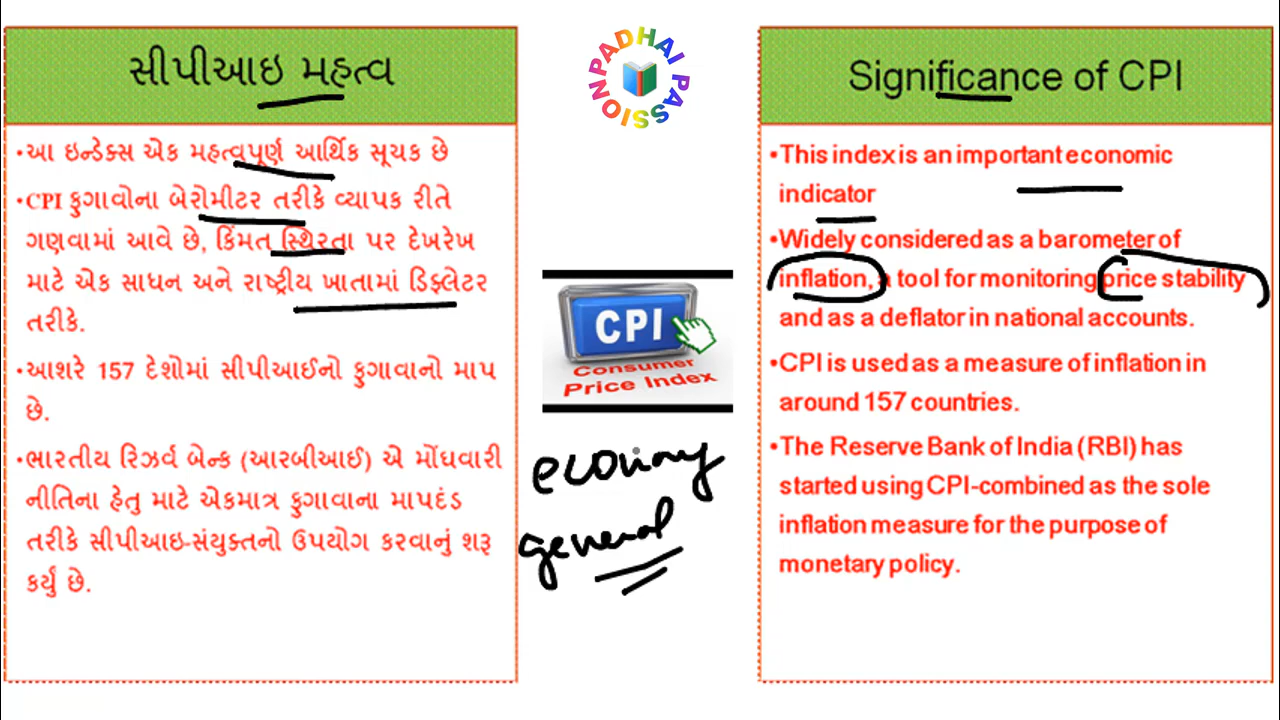 સીપીઆઇ મહત્વ
•આ ઇન્ડેક્સ એક મહત્વપૂર્ણ આર્થિક સૂચક છે
•CPI ફુગાવોના બેરોમીટર તરીકે વ્યાપક રીતે
ગણવામાં આવે છે, કિંમત સ્થિરતા પર દેખરેખ
માટે એક સાધન અને રાષ્ટ્રીય ખાતામાં ડિફ્લેટર
તરીકે.
•આશરે 157 દેશોમાં સીપીઆઈનો ફુગાવાનો માપ
છે.
•ભારતીય રિઝર્વ બેન્ક (આરબીઆઈ) એ મોંઘવારી
નીતિના હેતુ માટે એકમાત્ર ફુગાવાના માપદંડ
તરીકે સીપીઆઇ-સંયુક્તનો ઉપયોગ કરવાનું શરૂ
કર્યું છે.
PADHAI PASSION
CPI
Consumer
Price Index
economy
general
Significance of CPI
•This index is an important economic
indicator
•Widely considered as a barometer of
inflation, a tool for monitoring price stability
and as a deflator in national accounts.
•CPI is used as a measure of inflation in
around 157 countries.
•The Reserve Bank of India (RBI) has
started using CPI-combined as the sole
inflation measure for the purpose of
monetary policy.